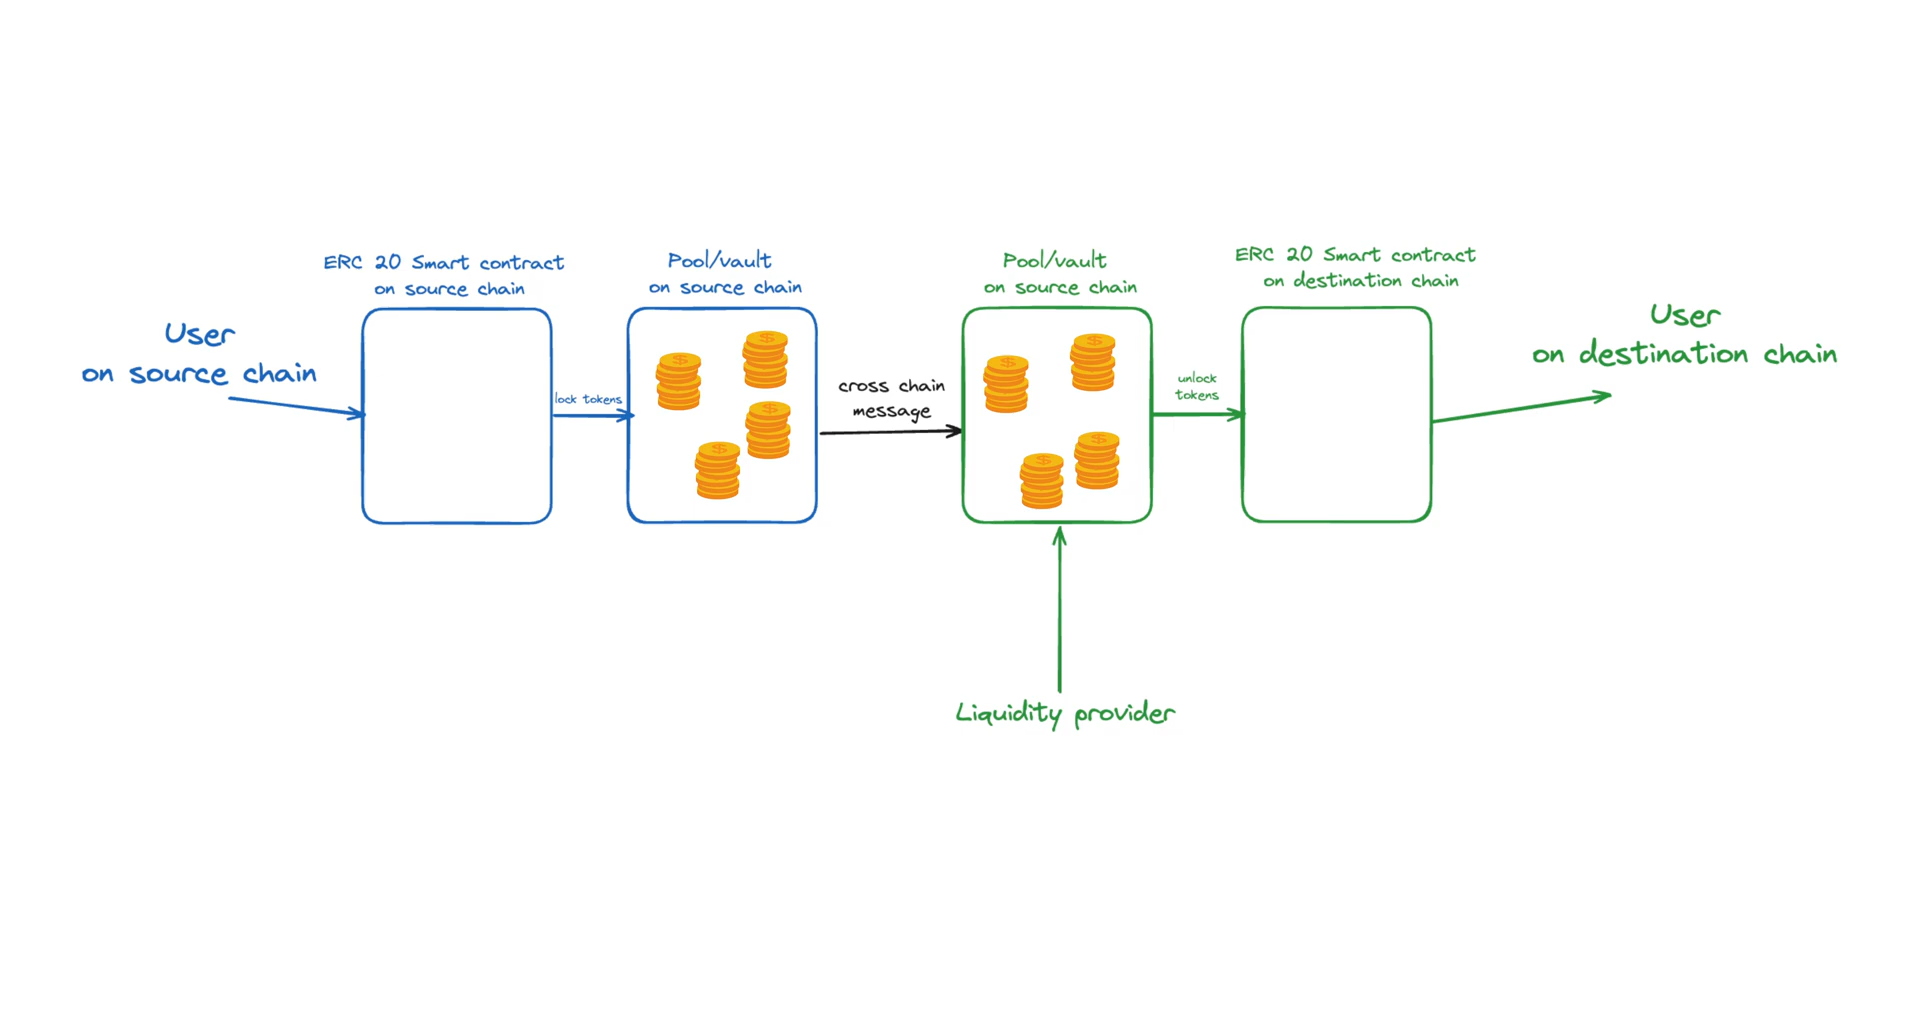 User
on source chain
ERC 20 Smart contract
on source chain
lock tokens
Pool/vault
on source chain
$
$
$
$
cross chain
message
Pool/vault
on source chain
$
$
$
$
unlock
tokens
ERC 20 Smart contract
on destination chain
User
on destination chain
Liquidity provider